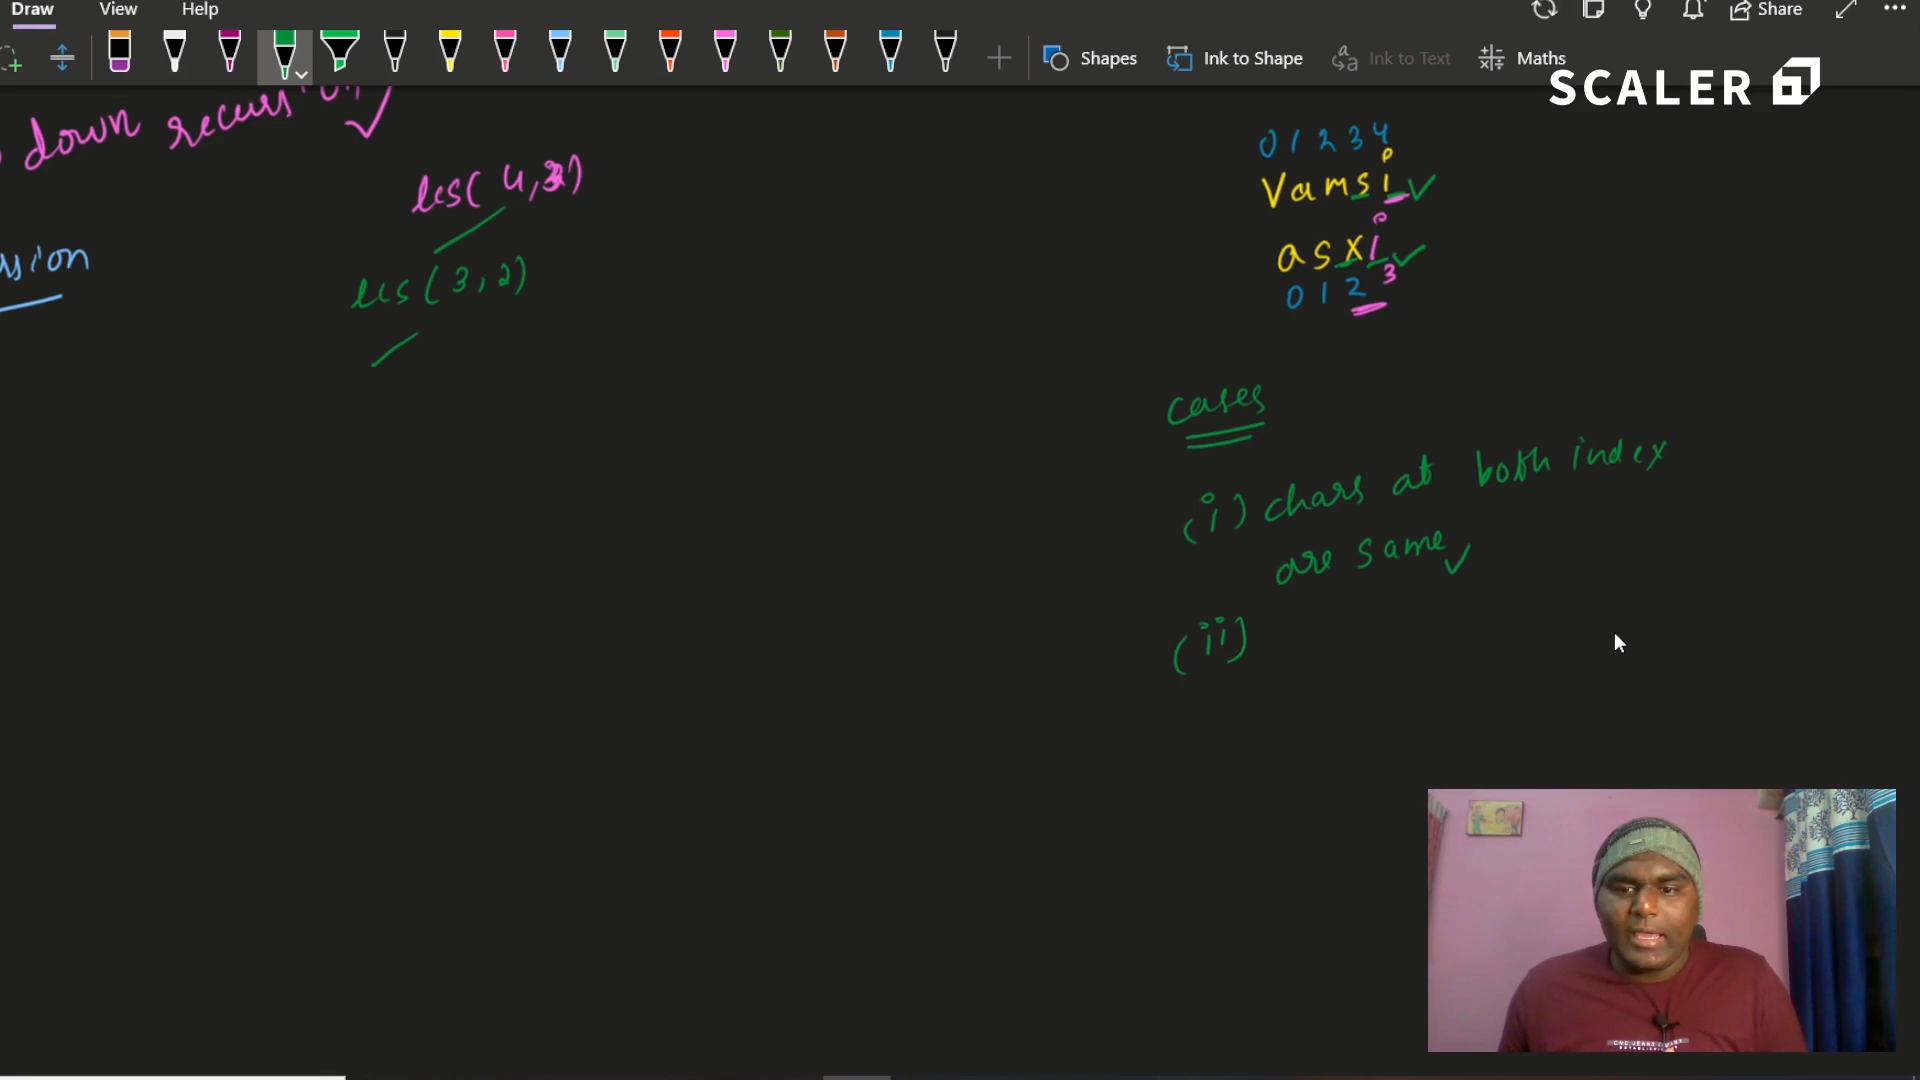 Draw View Help Share
Shapes Ink to Shape Ink to Text Maths
SCALER
down recursion
lcs( 4,3)
lcs ( 3, 2)
0 1 2 3 4
Vamsi
asxi
0 1 2 3
cases
(i) chars at both index
are same
(ii)